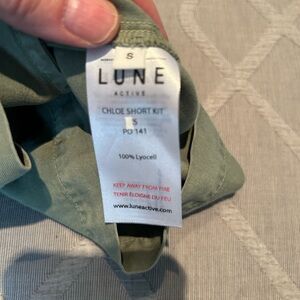 S
LUNE
ACTIVE
CHLOE SHORT KIT
S
PO 141
100% Lyocell
KEEP AWAY FROM FIRE
TENIR ÉLOIGNE DU FEU
www.luneactive.com